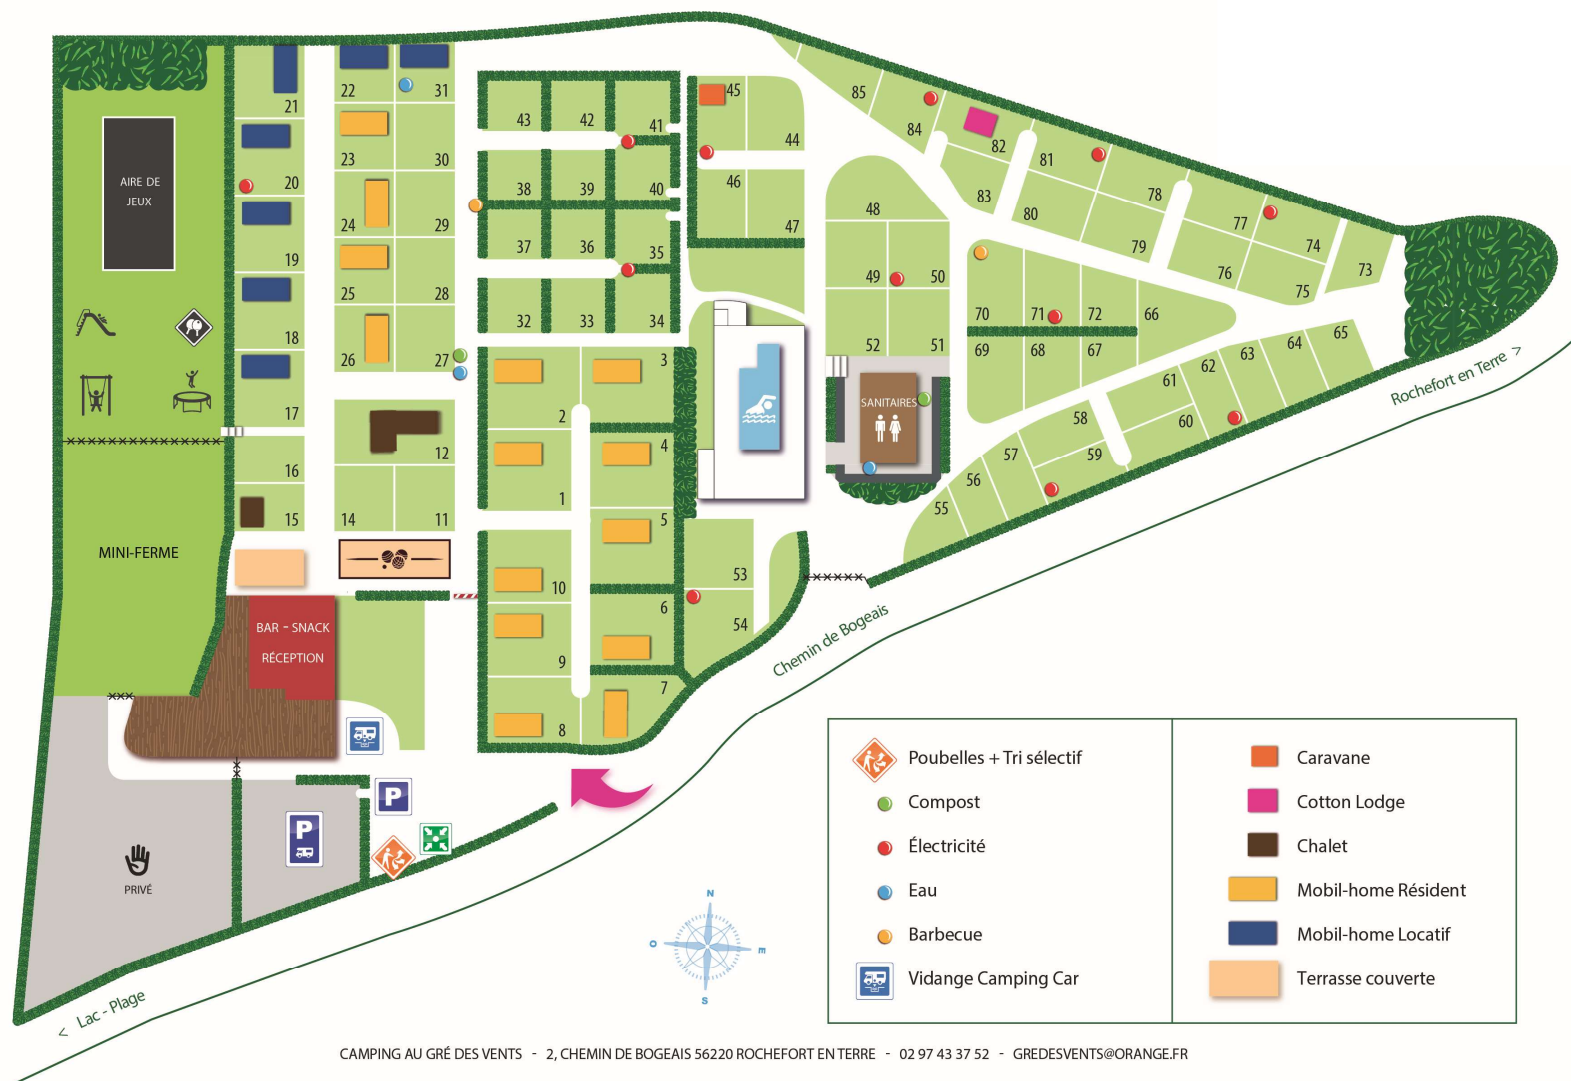 AIRE DE
JEUX
MINI-FERME
BAR - SNACK
RÉCEPTION
PRIVÉ
P
P
SANITAIRES
21
20
19
18
17
16
15
22
31
23
30
24
29
25
28
26
27
12
14
11
43
42
41
38
39
40
37
36
35
32
33
34
3
2
4
1
5
10
6
9
7
8
45
44
46
47
48
49
50
52
51
53
54
85
84
82
83
81
80
78
79
77
76
74
75
73
70
71
72
66
69
68
67
65
64
63
62
61
60
58
59
57
56
55
Rochefort en Terre >
Chemin de Bogeais
< Lac - Plage
N
O
E
S
Poubelles + Tri sélectif
Compost
Électricité
Eau
Barbecue
Vidange Camping Car
Caravane
Cotton Lodge
Chalet
Mobil-home Résident
Mobil-home Locatif
Terrasse couverte
CAMPING AU GRÉ DES VENTS - 2, CHEMIN DE BOGEAIS 56220 ROCHEFORT EN TERRE - 02 97 43 37 52 - GREDESVENTS@ORANGE.FR